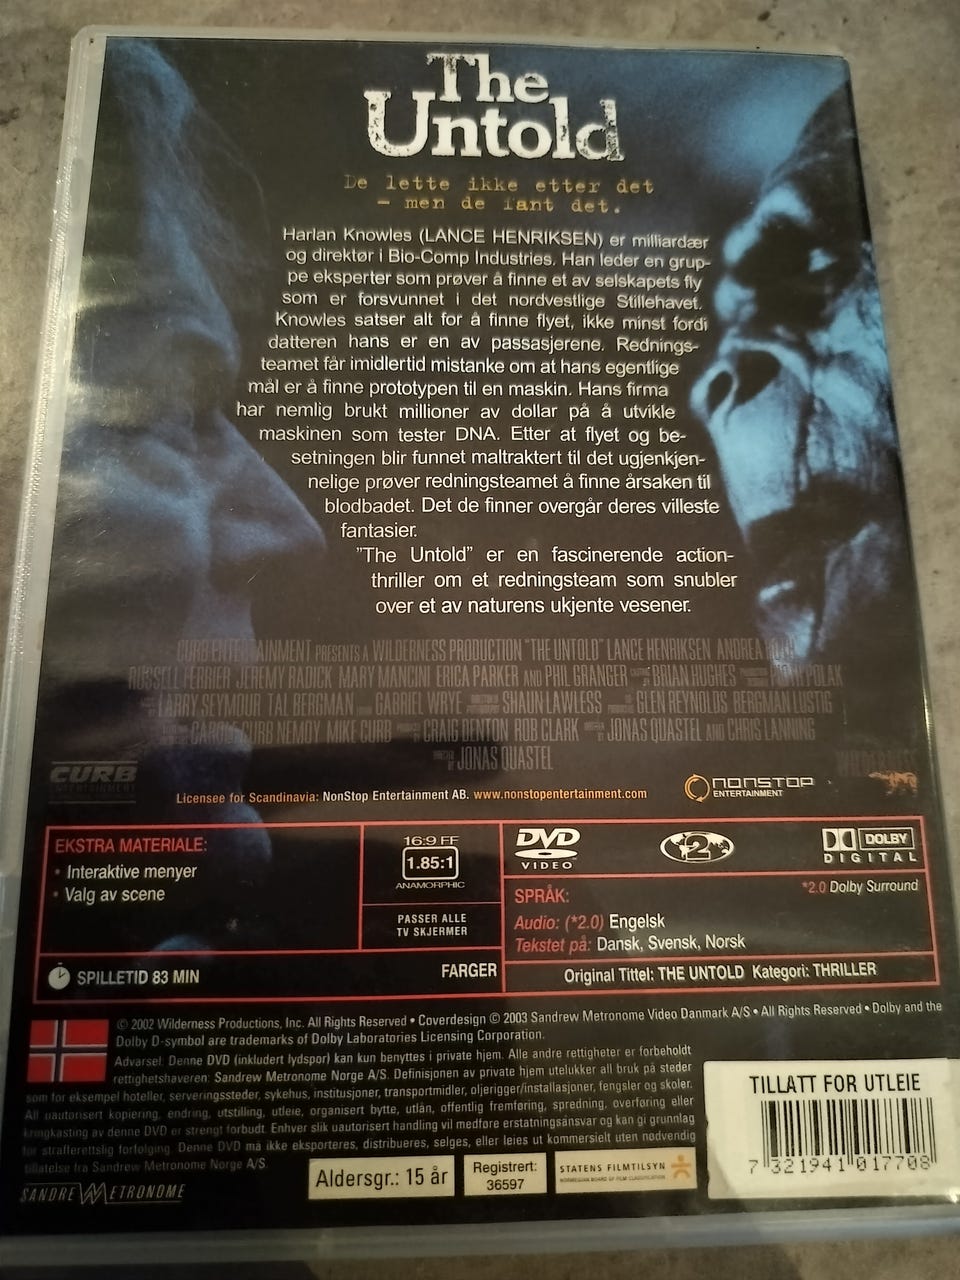 The
Untold
De lette ikke etter det
- men de fant det.
Harlan Knowles (LANCE HENRIKSEN) er milliardær
og direktør i Bio-Comp Industries. Han leder en grup-
pe eksperter som prøver å finne et av selskapets fly
som er forsvunnet i det nordvestlige Stillehavet.
Knowles satser alt for å finne flyet, ikke minst fordi
datteren hans er en av passasjerene. Rednings-
teamet får imidlertid mistanke om at hans egentlige
mål er å finne prototypen til en maskin. Hans firma
har nemlig brukt millioner av dollar på å utvikle
maskinen som tester DNA. Etter at flyet og be-
setningen blir funnet maltraktert til det ugjenkjen-
nelige prøver redningsteamet å finne årsaken til
blodbadet. Det de finner overgår deres villeste
fantasier.
"The Untold" er en fascinerende action-
thriller om et redningsteam som snubler
over et av naturens ukjente vesener.
CURB ENTERTAINMENT PRESENTS A WILDERNESS PRODUCTION "THE UNTOLD" LANCE HENRIKSEN ANDREA ROTH
RUSSELL FERRIER JEREMY RADICK MARY MANCINI ERICA PARKER AND PHIL GRANGER BRIAN HUGHES POLAK
LARRY SEYMOUR TAL BERGMAN GABRIEL WRYE SHAUN LAWLESS GLEN REYNOLDS BERGMAN LUSTIG
CAROLE CURB NEMOY MIKE CURB CRAIG DENTON ROB CLARK JONAS QUASTEL AND CHRIS LANNING
JONAS QUASTEL
CURB
ENTERTAINMENT
Licensee for Scandinavia: NonStop Entertainment AB. www.nonstopentertainment.com
NONSTOP
ENTERTAINMENT
WILDERNESS
EKSTRA MATERIALE:
• Interaktive menyer
• Valg av scene
16:9 FF
1.85:1
ANAMORPHIC
PASSER ALLE
TV SKJERMER
SPILLETID 83 MIN
FARGER
DVD
VIDEO
2
DOLBY
DIGITAL
*2.0 Dolby Surround
SPRÅK:
Audio: (*2.0) Engelsk
Tekstet på: Dansk, Svensk, Norsk
Original Tittel: THE UNTOLD Kategori: THRILLER
© 2002 Wilderness Productions, Inc. All Rights Reserved • Coverdesign © 2003 Sandrew Metronome Video Danmark A/S • All Rights Reserved • Dolby and the
Dolby D-symbol are trademarks of Dolby Laboratories Licensing Corporation.
Advarsel. Denne DVD (inkludert lydspor) kan kun benyttes i private hjem. Alle andre rettigheter er forbeholdt
rettighetshaveren: Sandrew Metronome Norge A/S. Definisjonen av private hjem utelukker all bruk på steder
som for eksempel hoteller, serveringssteder, sykehus, institusjoner, transportmidler, oljerigger/installasjoner, fengsler og skoler.
All uautorisert kopiering, endring, utstilling, utleie, organisert bytte, utlån, offentlig fremføring, spredning, overføring eller
kringkasting av denne DVD er strengt forbudt. Enhver slik uautorisert handling vil medføre erstatningsansvar og kan gi grunnlag
for strafferettslig forfølging. Denne DVD må ikke eksporteres, distribueres, selges, eller leies ut kommersielt uten nødvendig
tillatelse fra Sandrew Metronome Norge A/S.
SANDREW METRONOME
Aldersgr.: 15 år
Registrert:
36597
STATENS FILMTILSYN
NORWEGIAN BOARD OF FILM CLASSIFICATION
TILLATT FOR UTLEIE
7 321941 017708